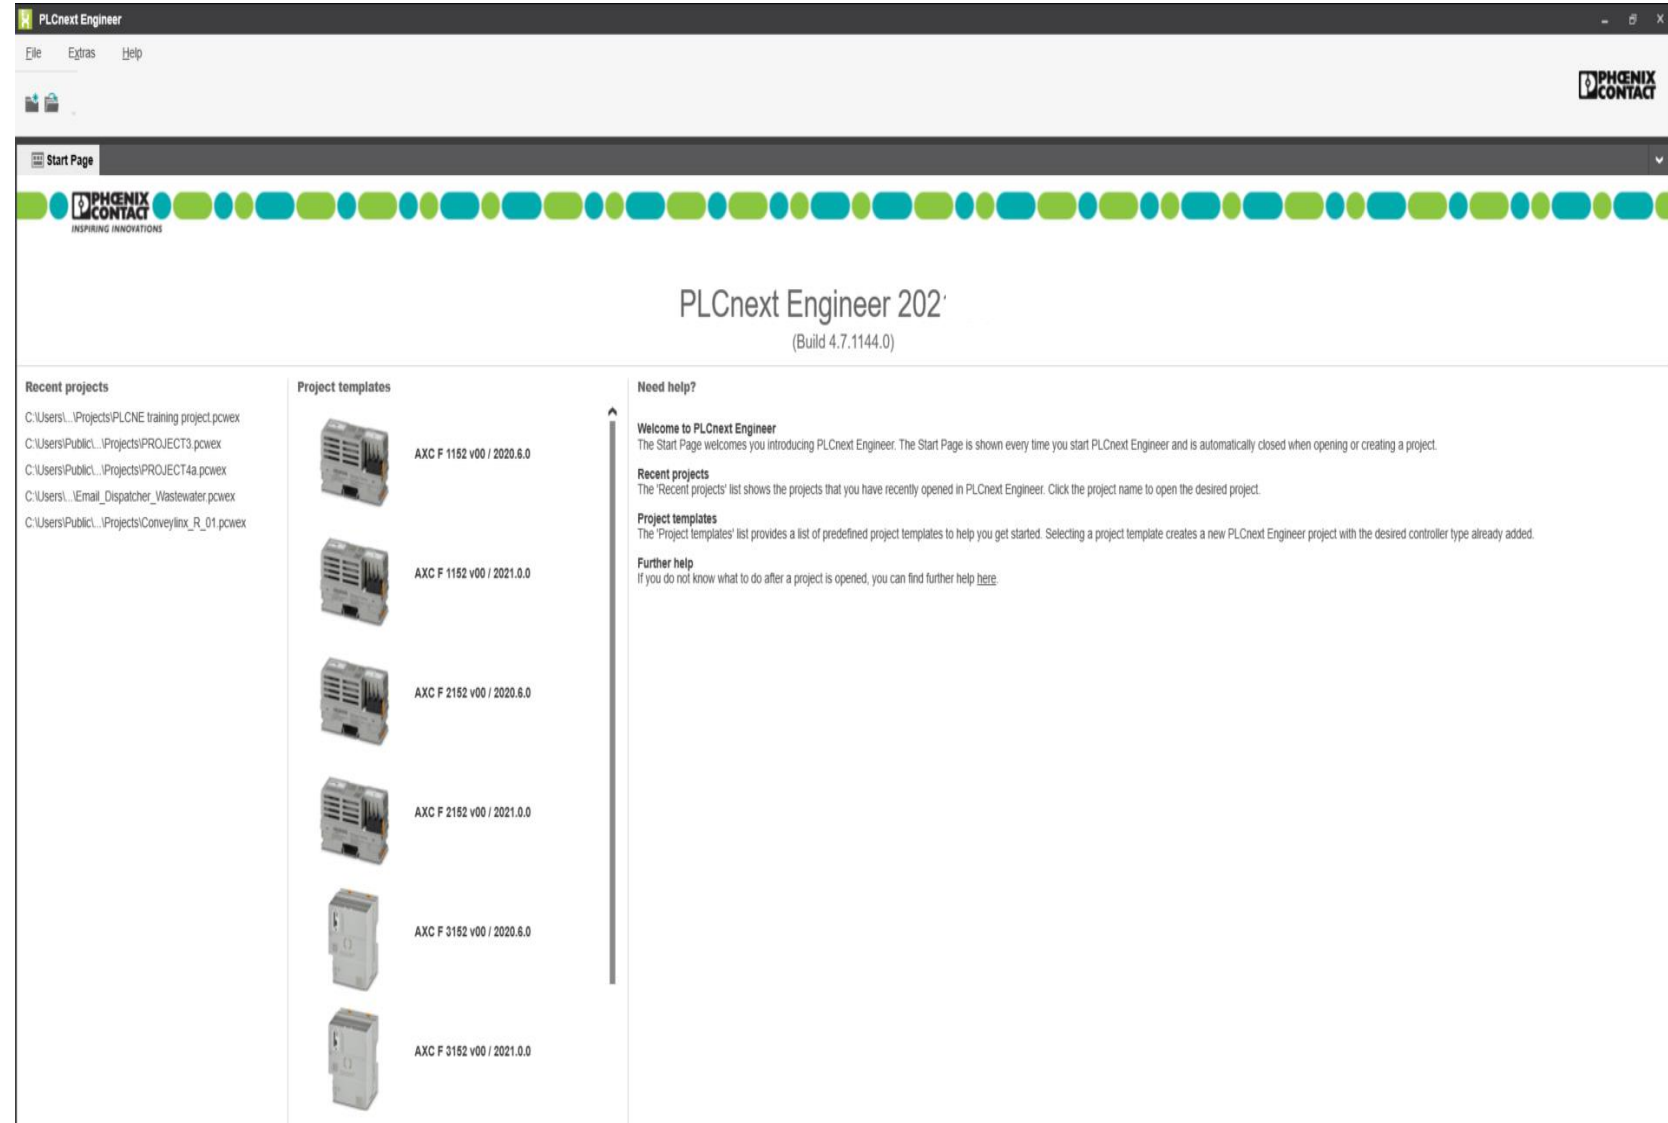 PLCnext Engineer
File Extras Help
PHŒNIX
CONTACT
Start Page
PHŒNIX
CONTACT
INSPIRING INNOVATIONS
PLCnext Engineer 202
(Build 4.7.1144.0)
Recent projects
C:\Users\...\Projects\PLCNE training project.pcwex
C:\Users\Public\...\Projects\PROJECT3.pcwex
C:\Users\Public\...\Projects\PROJECT4a.pcwex
C:\Users\...\Email_Dispatcher_Wastewater.pcwex
C:\Users\Public\...\Projects\Conveylinx_R_01.pcwex
Project templates
AXC F 1152 v00 / 2020.6.0
AXC F 1152 v00 / 2021.0.0
AXC F 2152 v00 / 2020.6.0
AXC F 2152 v00 / 2021.0.0
AXC F 3152 v00 / 2020.6.0
AXC F 3152 v00 / 2021.0.0
Need help?
Welcome to PLCnext Engineer
The Start Page welcomes you introducing PLCnext Engineer. The Start Page is shown every time you start PLCnext Engineer and is automatically closed when opening or creating a project.
Recent projects
The 'Recent projects' list shows the projects that you have recently opened in PLCnext Engineer. Click the project name to open the desired project.
Project templates
The 'Project templates' list provides a list of predefined project templates to help you get started. Selecting a project template creates a new PLCnext Engineer project with the desired controller type already added.
Further help
If you do not know what to do after a project is opened, you can find further help here.